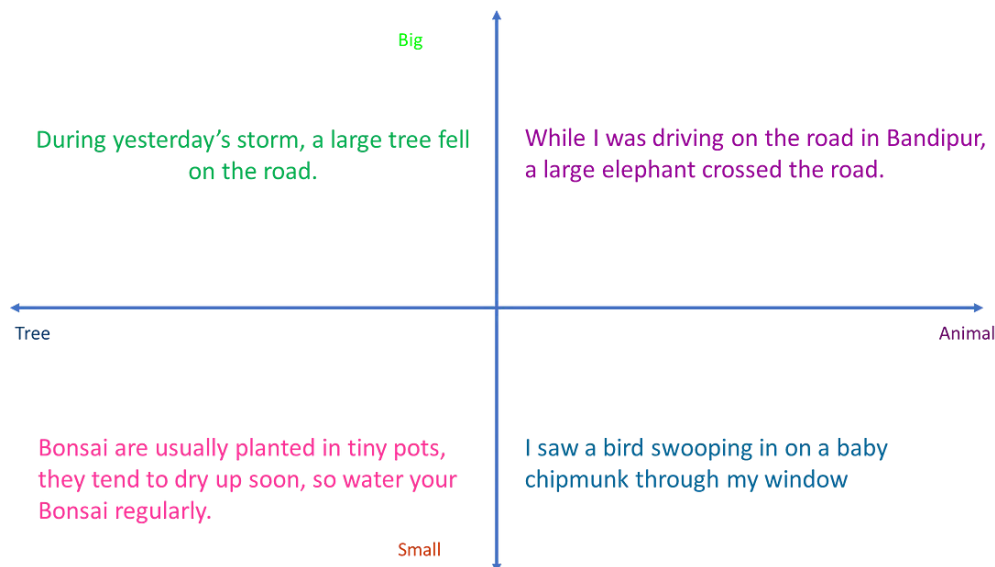 Big
During yesterday’s storm, a large tree fell
on the road.
While I was driving on the road in Bandipur,
a large elephant crossed the road.
Tree
Animal
Bonsai are usually planted in tiny pots,
they tend to dry up soon, so water your
Bonsai regularly.
I saw a bird swooping in on a baby
chipmunk through my window
Small